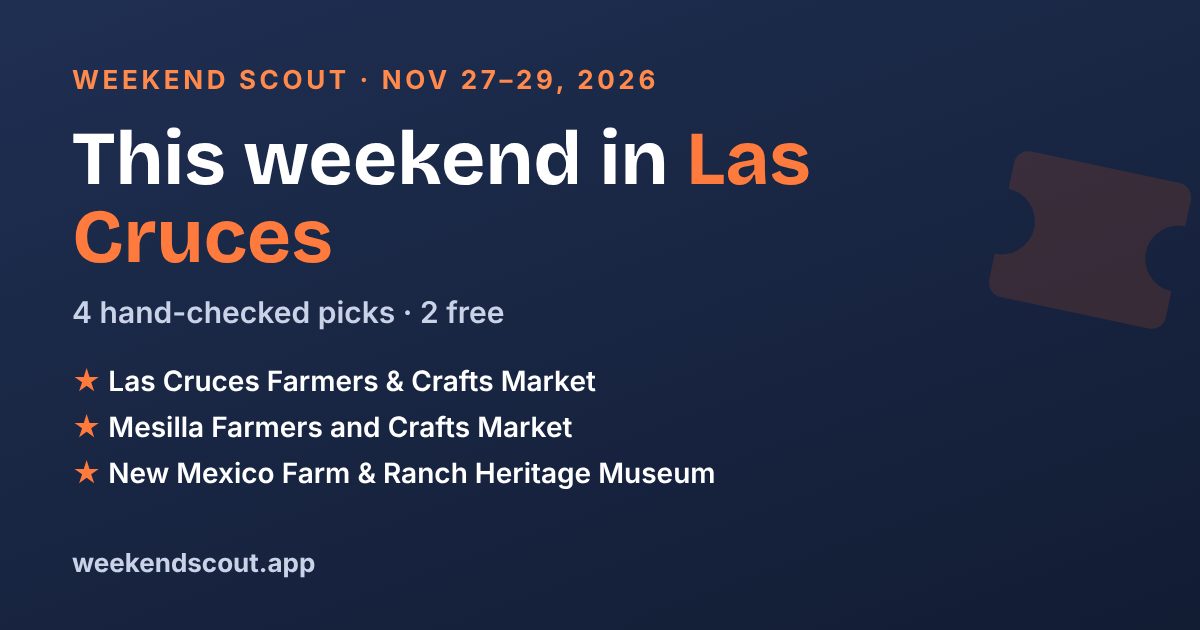 WEEKEND SCOUT · NOV 27–29, 2026
This weekend in Las
Cruces
4 hand-checked picks · 2 free
★ Las Cruces Farmers & Crafts Market
★ Mesilla Farmers and Crafts Market
★ New Mexico Farm & Ranch Heritage Museum
weekendscout.app